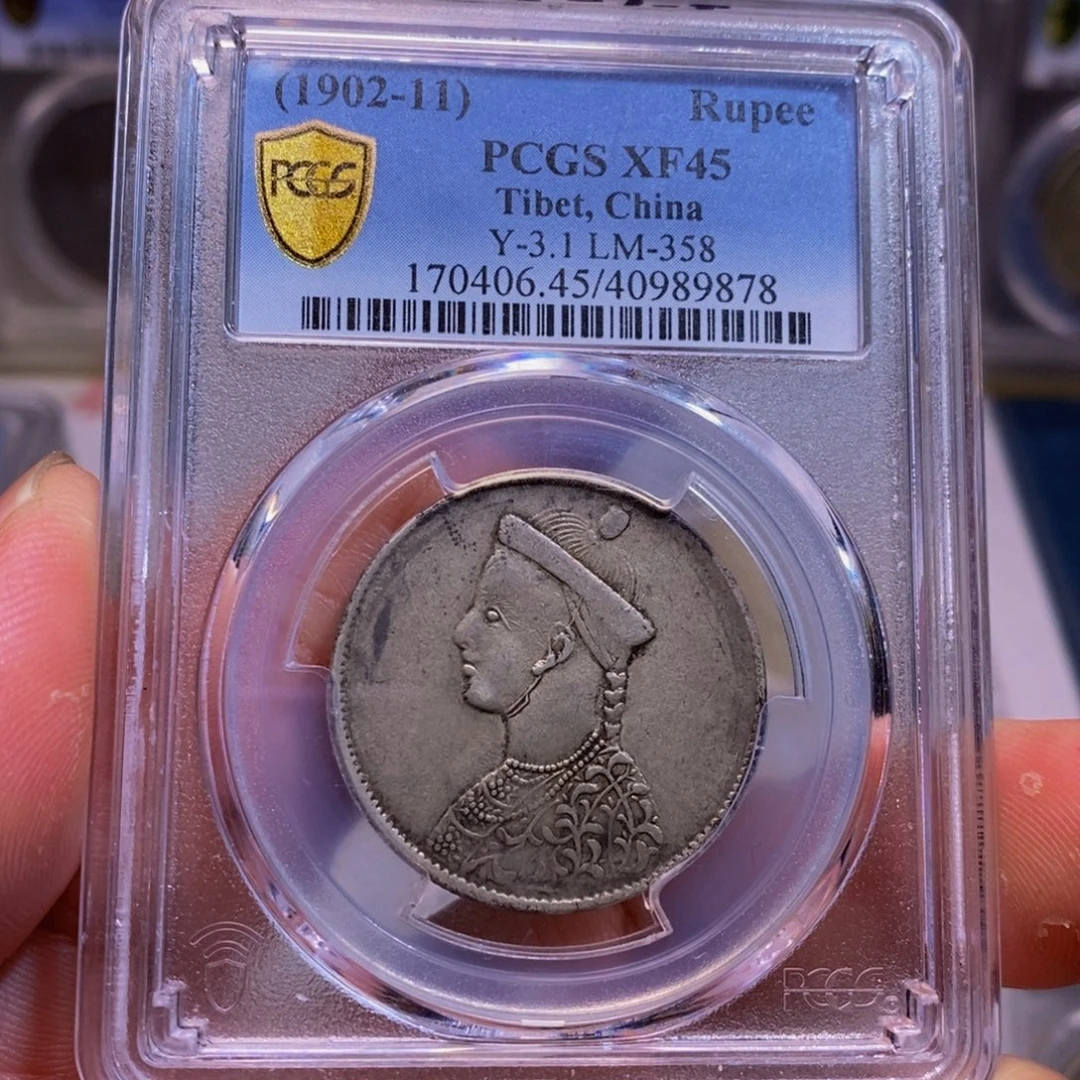 (1902-11) Rupee
PCGS XF45
PCGS
Tibet, China
Y-3.1 LM-358
170406.45/40989878
PCGS